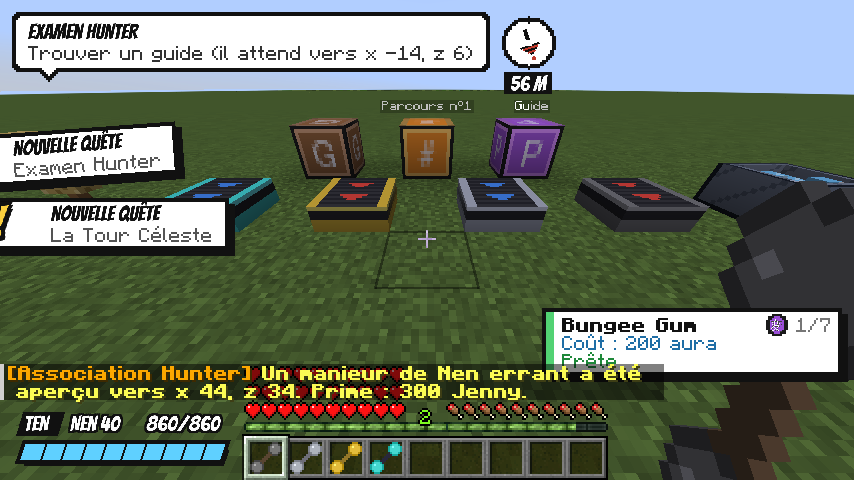 EXAMEN HUNTER
Trouver un guide (il attend vers x -14, z 6)
56 M
Parcours n°1
Guide
G
#
P
NOUVELLE QUÊTE
Examen Hunter
NOUVELLE QUÊTE
La Tour Céleste
Bungee Gum
1/7
Coût : 200 aura
Prête
[Association Hunter] Un manieur de Nen errant a été
aperçu vers x 44, z 34. Prime : 300 Jenny.
TEN
NEN 40
860/860
2